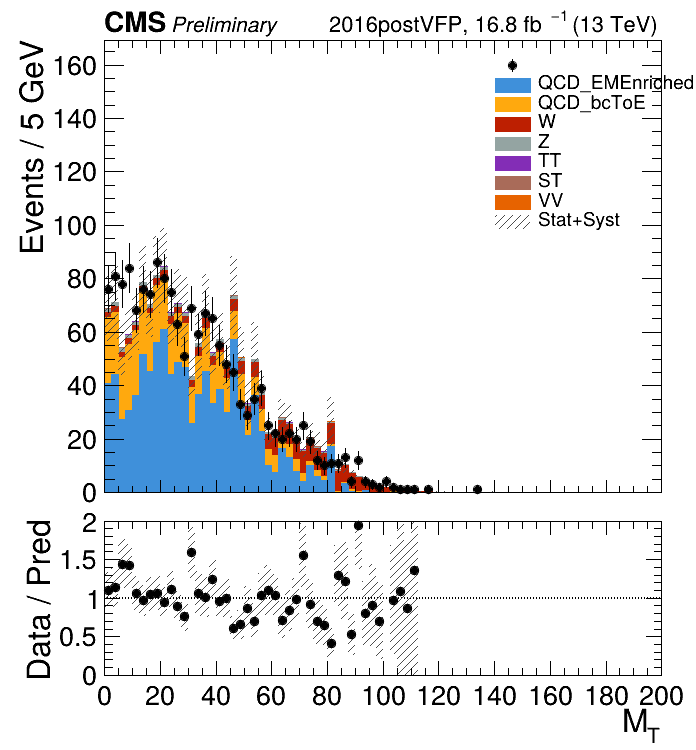 CMS Preliminary 2016postVFP, 16.8 fb⁻¹ (13 TeV)
Events / 5 GeV
160
140
120
100
80
60
40
20
0
QCD_EMEnriched
QCD_bcToE
W
Z
TT
ST
VV
Stat+Syst
Data / Pred
2
1.5
1
0.5
0
0 20 40 60 80 100 120 140 160 180 200
M_T